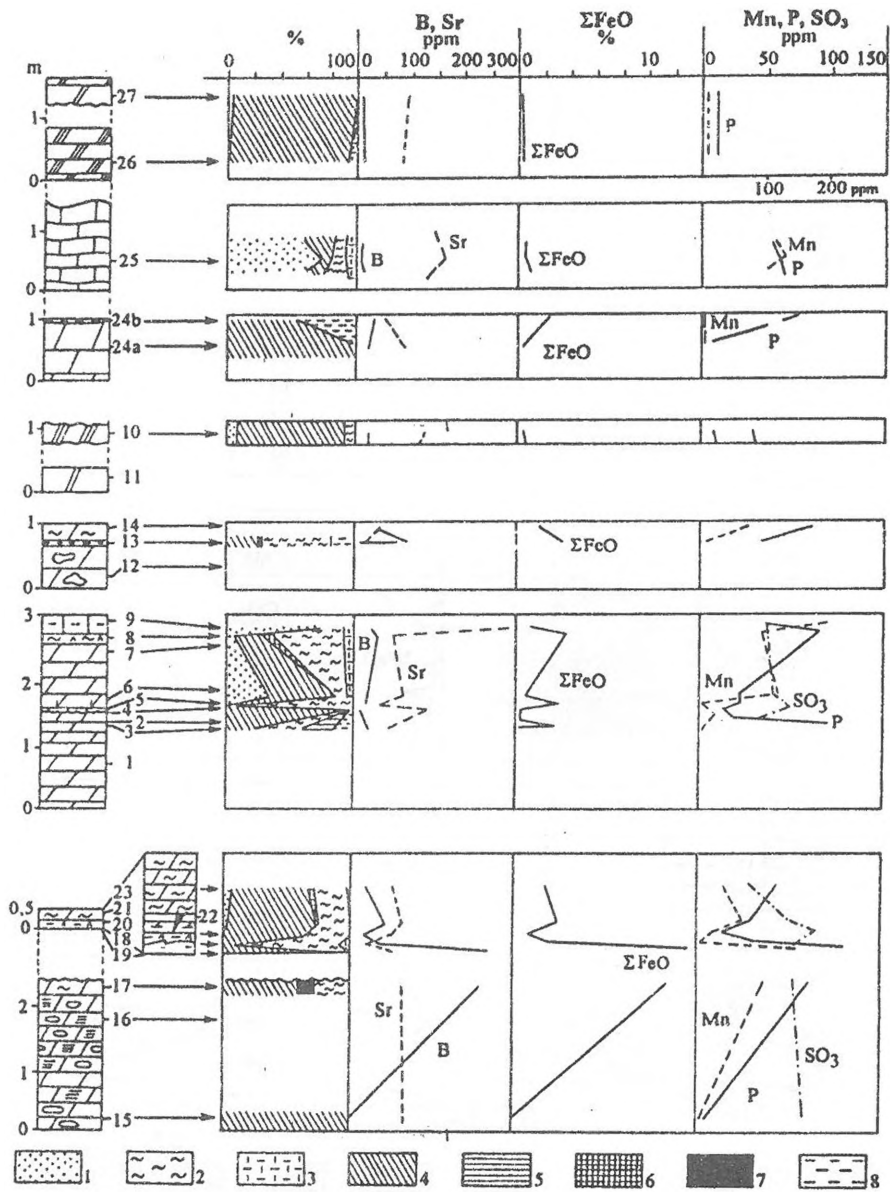 % B, Sr ppm ΣFeO % Mn, P, SO₃ ppm
m 0 100 0 100 200 300 0 10 0 50 100 150
27
1
26 ΣFeO P
0
100 200 ppm
1 Sr Mn
25 B ΣFeO P
0
1 24b Mn
24a ΣFeO P
0
1 10
11
0
1 14
13 ΣFeO
12
0
3 9
8 B
7 Sr ΣFeO Mn
2 6
5 SO₃
4 P
2
3
1 1
0
23
0.5 21 22
20
0 18
19 ΣFeO
17 Sr Mn
2 16 B SO₃
1 P
15
0
1 2 3 4 5 6 7 8